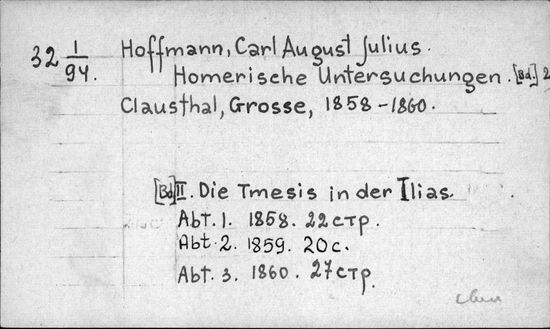 32 1/94. Hoffmann, Carl August Julius.
Homerische Untersuchungen. [Bd.] 2
Clausthal, Grosse, 1858-1860.
[Bd] II. Die Tmesis in der Ilias.
Abt. 1. 1858. 22 стр.
Abt. 2. 1859. 20 с.
Abt. 3. 1860. 27 стр.